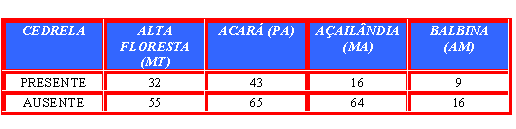 CEDRELA ALTA FLORESTA (MT) ACARÁ (PA) AÇAILÂNDIA (MA) BALBINA (AM)
PRESENTE 32 43 16 9
AUSENTE 55 65 64 16